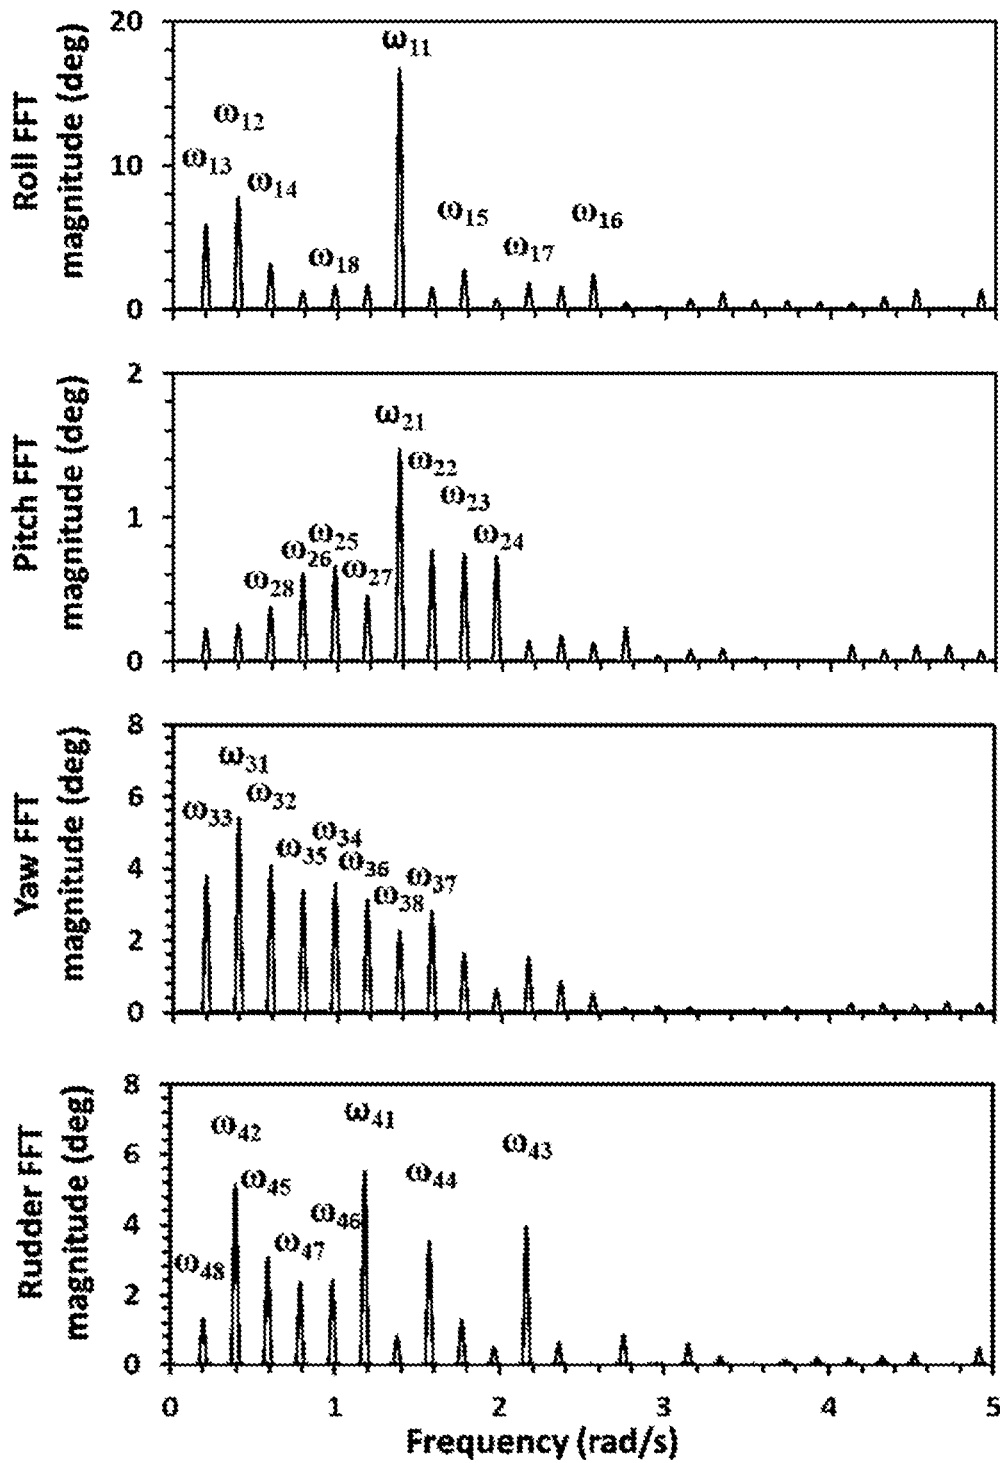 Roll FFT
magnitude (deg)
20
10
0
ω11
ω12
ω13
ω14
ω15
ω16
ω17
ω18
Pitch FFT
magnitude (deg)
2
1
0
ω21
ω22
ω23
ω24
ω25
ω26
ω27
ω28
Yaw FFT
magnitude (deg)
8
6
4
2
0
ω31
ω32
ω33
ω34
ω35
ω36
ω37
ω38
Rudder FFT
magnitude (deg)
8
6
4
2
0
ω41
ω42
ω43
ω44
ω45
ω46
ω47
ω48
0 1 2 3 4 5
Frequency (rad/s)